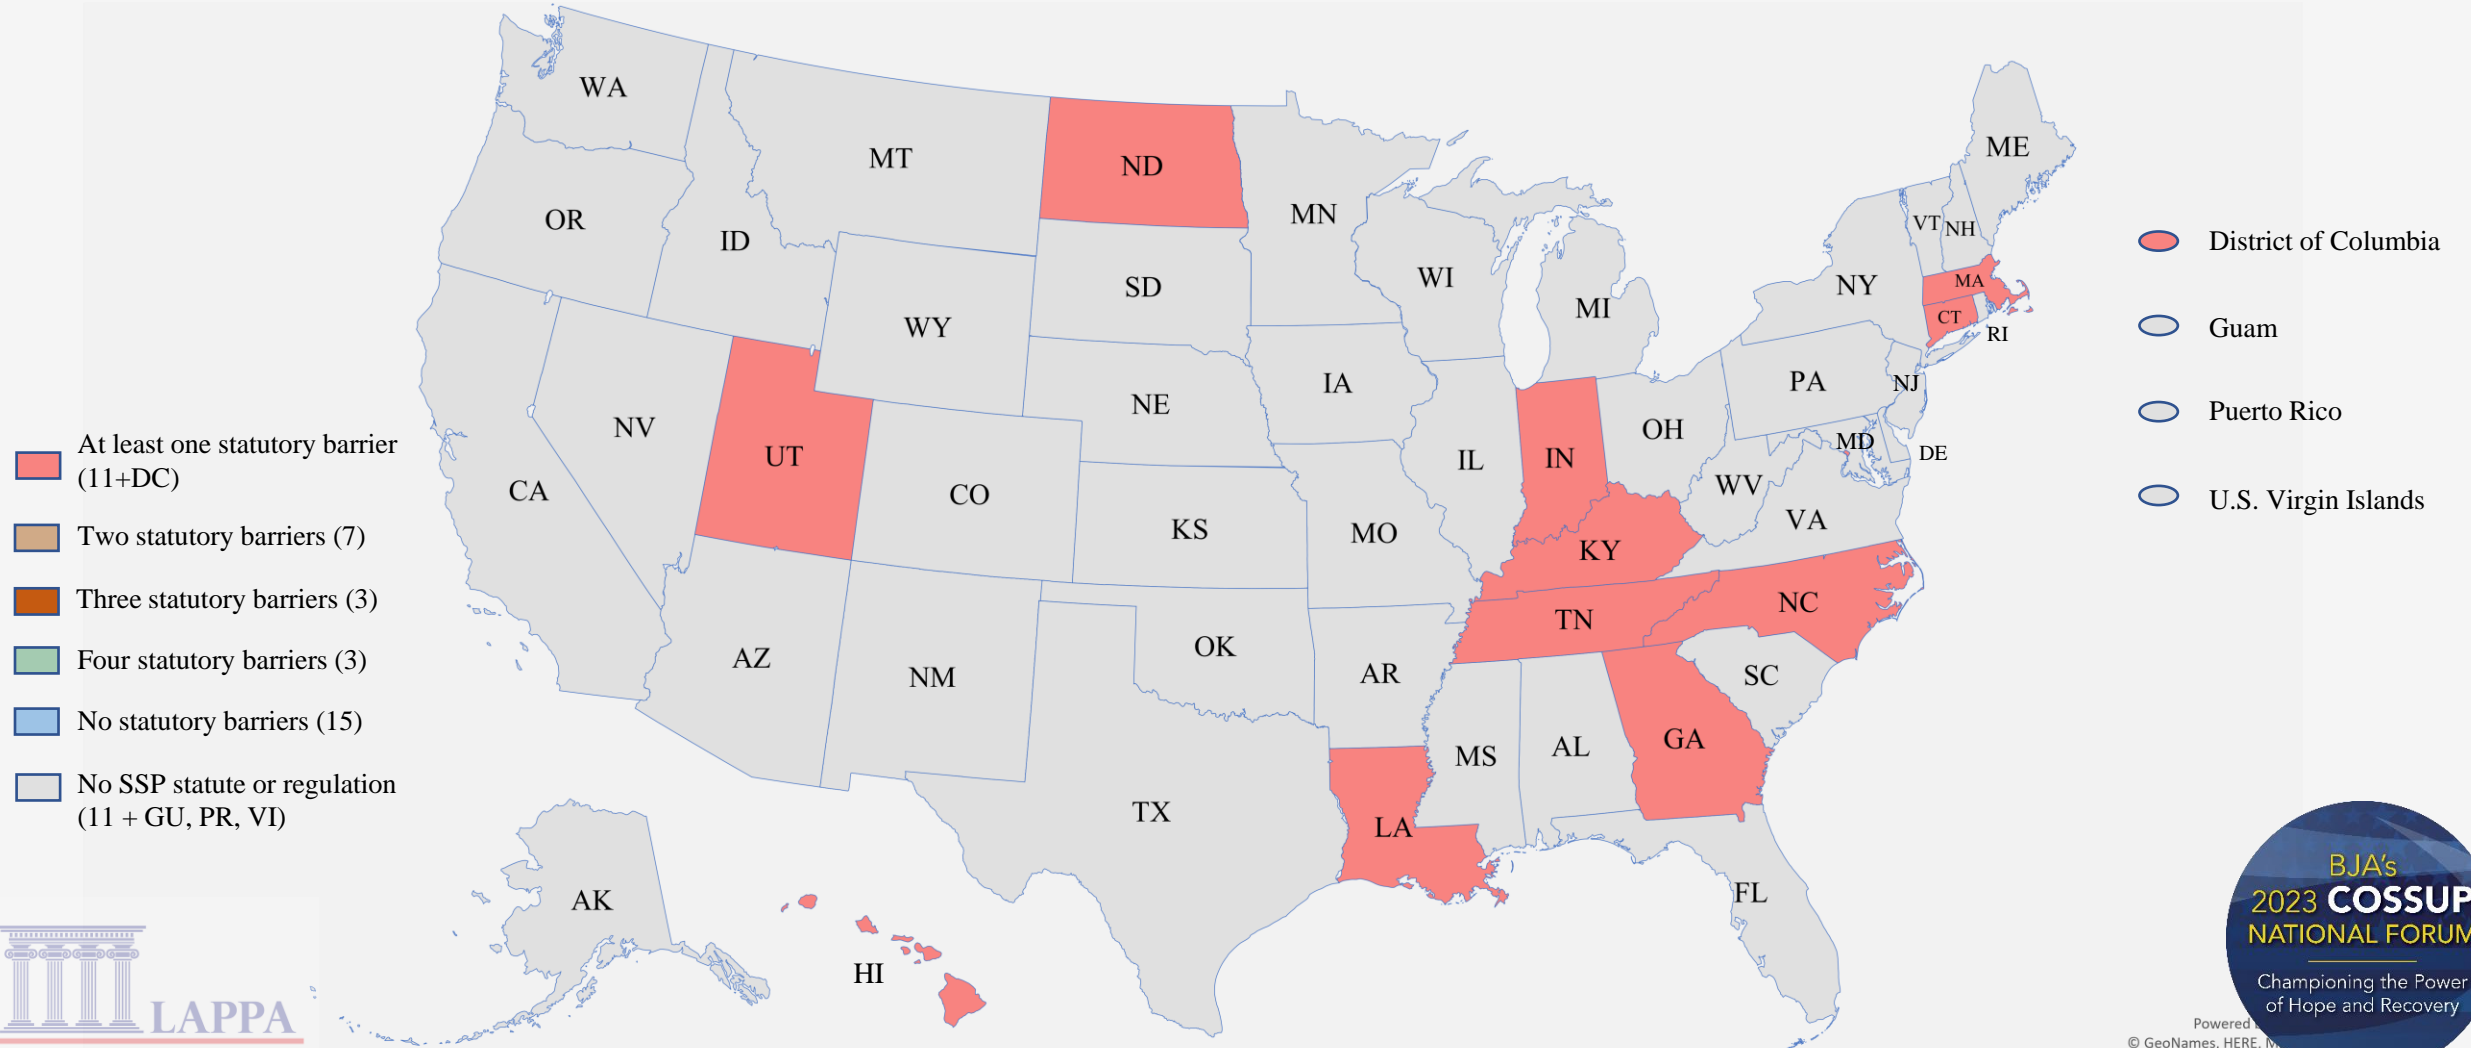 WA
MT
ND
MN
ME
OR
ID
SD
WI
MI
NY
VT
NH
MA
CT
RI
WY
IA
NE
PA
NJ
NV
UT
CO
IL
IN
OH
MD
DE
WV
VA
CA
KS
MO
KY
NC
TN
AZ
NM
OK
AR
SC
MS
AL
GA
TX
LA
FL
AK
HI
At least one statutory barrier
(11+DC)
Two statutory barriers (7)
Three statutory barriers (3)
Four statutory barriers (3)
No statutory barriers (15)
No SSP statute or regulation
(11 + GU, PR, VI)
District of Columbia
Guam
Puerto Rico
U.S. Virgin Islands
LAPPA
BJA's
2023 COSSUP
NATIONAL FORUM
Championing the Power
of Hope and Recovery
Powered
© GeoNames, HERE,